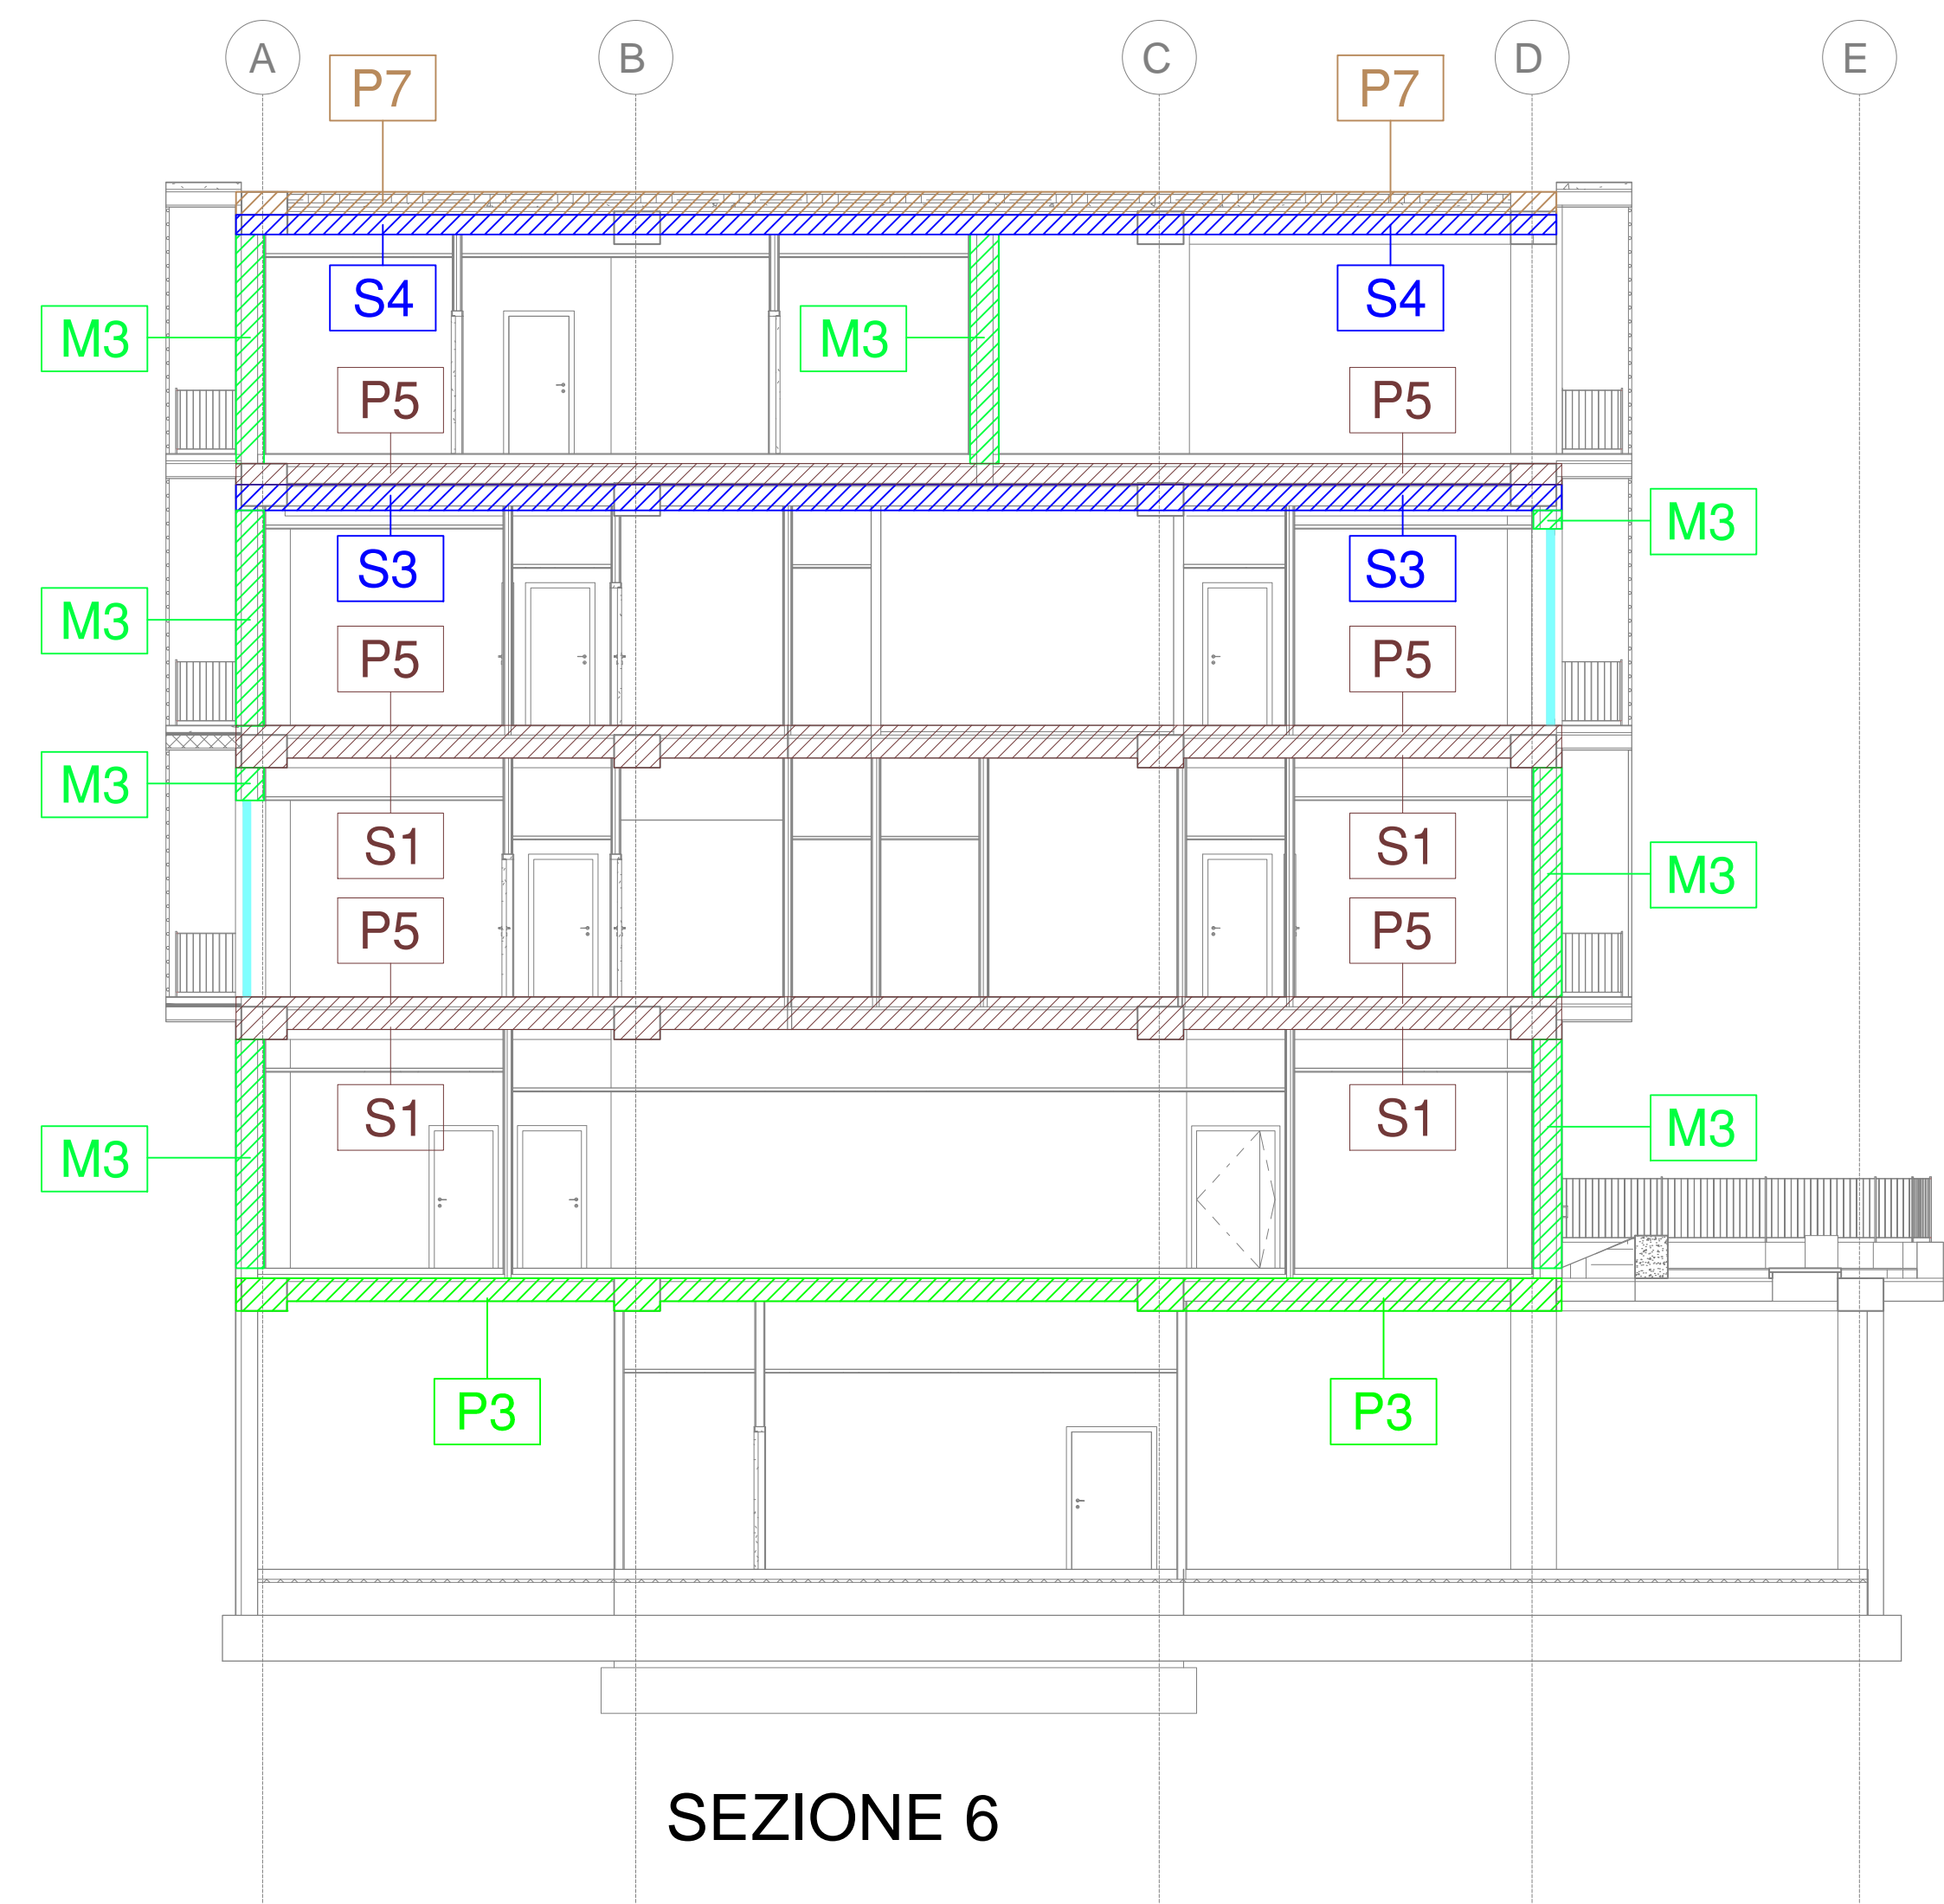 A B C D E
P7 P7
S4 S4
M3 M3
P5 P5
M3
S3 S3
M3
P5 P5
M3
S1 S1
M3
P5 P5
S1 S1
M3
M3
P3 P3
SEZIONE 6